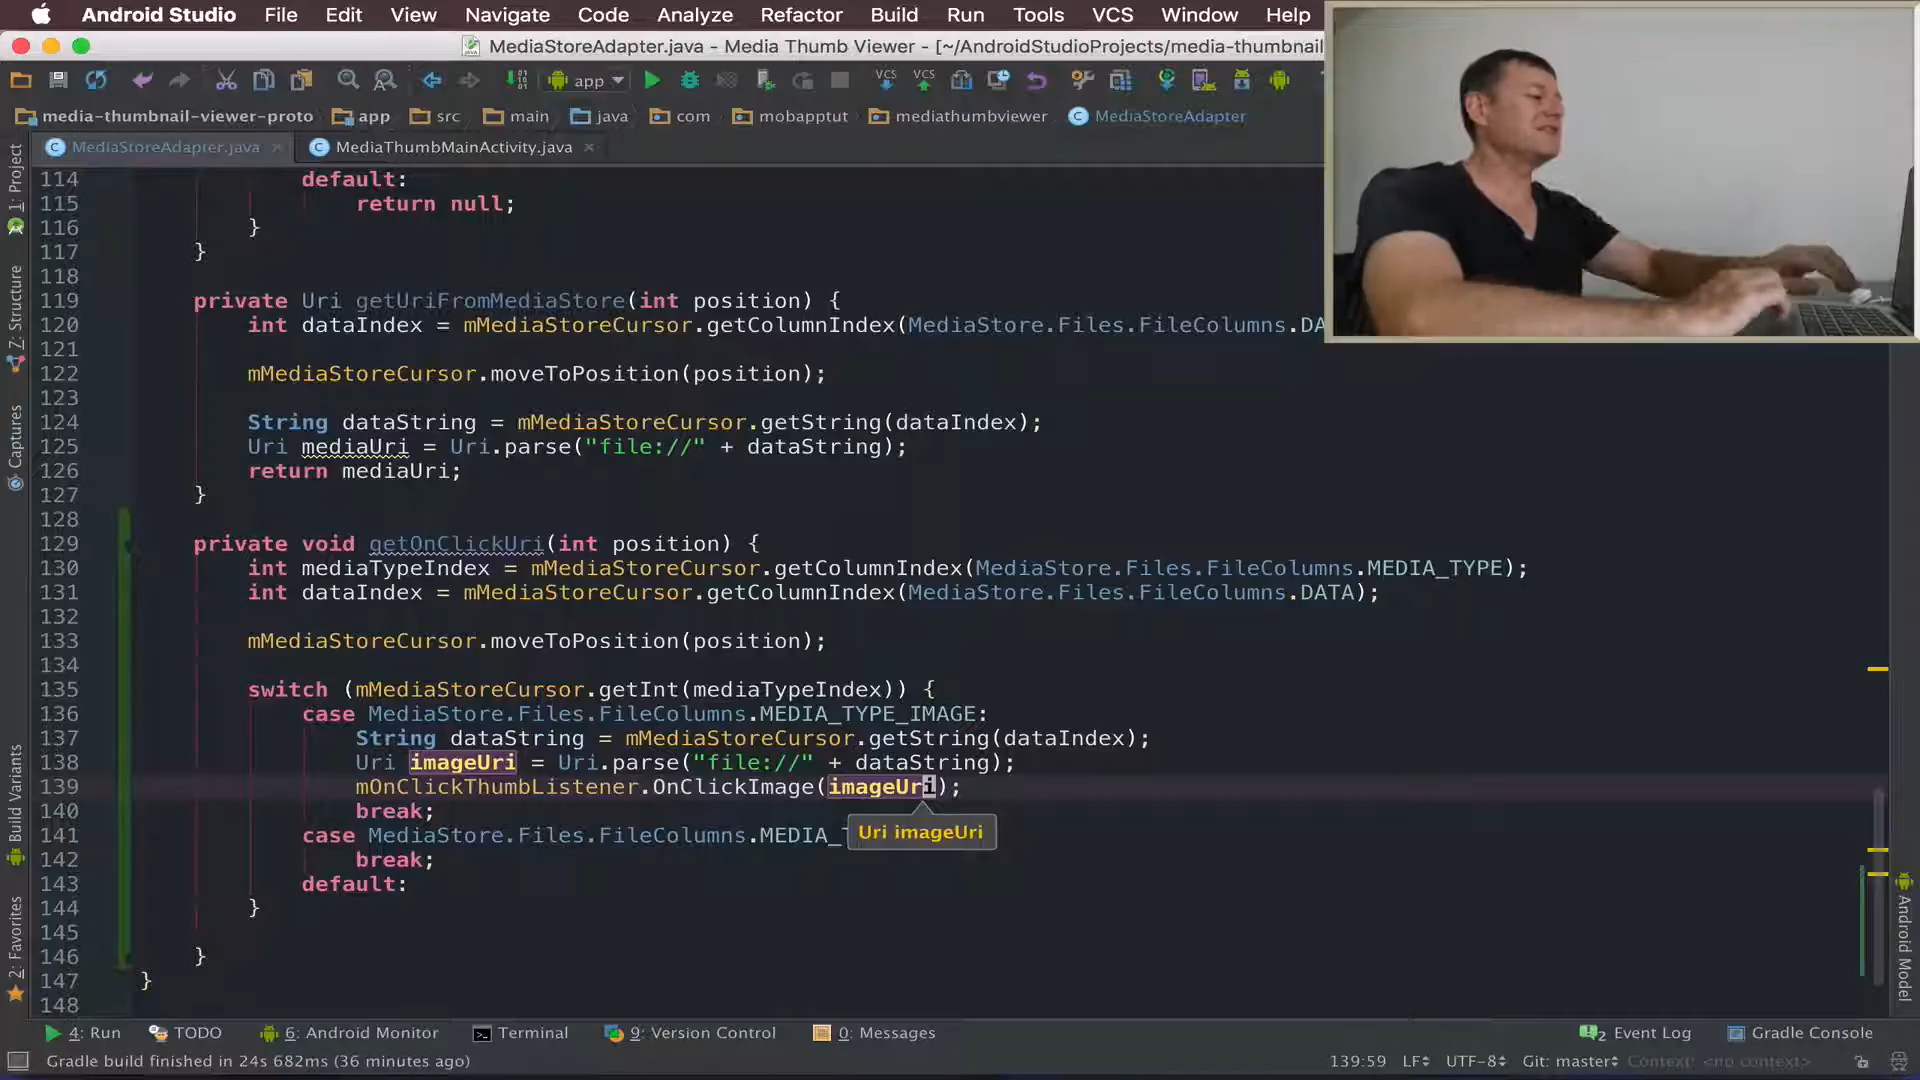 Android Studio File Edit View Navigate Code Analyze Refactor Build Run Tools VCS Window Help
MediaStoreAdapter.java - Media Thumb Viewer - [~/AndroidStudioProjects/media-thumbnail
app VCS VCS
media-thumbnail-viewer-proto app src main java com mobapptut mediathumbviewer MediaStoreAdapter
MediaStoreAdapter.java MediaThumbMainActivity.java
1: Project
7: Structure
Captures
Build Variants
2: Favorites
114 default:
115 return null;
116 }
117 }
118
119 private Uri getUriFromMediaStore(int position) {
120 int dataIndex = mMediaStoreCursor.getColumnIndex(MediaStore.Files.FileColumns.DA
121
122 mMediaStoreCursor.moveToPosition(position);
123
124 String dataString = mMediaStoreCursor.getString(dataIndex);
125 Uri mediaUri = Uri.parse("file://" + dataString);
126 return mediaUri;
127 }
128
129 private void getOnClickUri(int position) {
130 int mediaTypeIndex = mMediaStoreCursor.getColumnIndex(MediaStore.Files.FileColumns.MEDIA_TYPE);
131 int dataIndex = mMediaStoreCursor.getColumnIndex(MediaStore.Files.FileColumns.DATA);
132
133 mMediaStoreCursor.moveToPosition(position);
134
135 switch (mMediaStoreCursor.getInt(mediaTypeIndex)) {
136 case MediaStore.Files.FileColumns.MEDIA_TYPE_IMAGE:
137 String dataString = mMediaStoreCursor.getString(dataIndex);
138 Uri imageUri = Uri.parse("file://" + dataString);
139 mOnClickThumbListener.OnClickImage(imageUri);
140 break;
Uri imageUri
141 case MediaStore.Files.FileColumns.MEDIA_
142 break;
143 default:
144 }
145
146 }
147 }
148
Android Model
4: Run TODO 6: Android Monitor Terminal 9: Version Control 0: Messages Event Log Gradle Console
Gradle build finished in 24s 682ms (36 minutes ago) 139:59 LF UTF-8 Git: master Context: <no context>